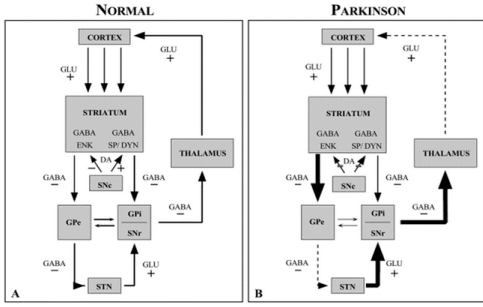 NORMAL
CORTEX
GLU
+
+
STRIATUM
GABA GABA
ENK SP/DYN
DA
− +
THALAMUS
SNc
GABA
−
GABA
−
GABA
−
GPe
GPi
SNr
GABA
−
GLU
+
STN
A
PARKINSON
CORTEX
GLU
+
+
STRIATUM
GABA GABA
ENK SP/DYN
DA
THALAMUS
SNc
GABA
−
GABA
−
GABA
−
GPe
GPi
SNr
GABA
−
GLU
+
STN
B